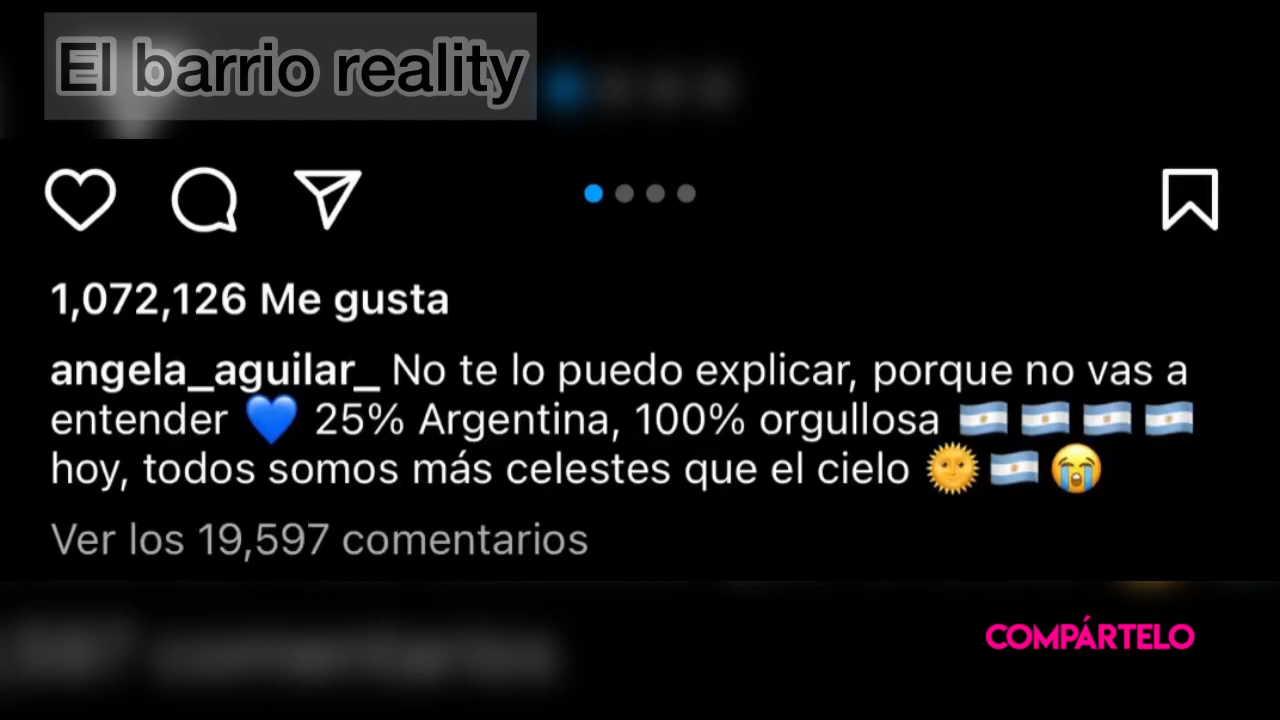 El barrio reality
1,072,126 Me gusta
angela_aguilar_ No te lo puedo explicar, porque no vas a
entender 💙 25% Argentina, 100% orgullosa 🇦🇷🇦🇷🇦🇷🇦🇷
hoy, todos somos más celestes que el cielo 🌞🇦🇷😭
Ver los 19,597 comentarios
COMPÁRTELO